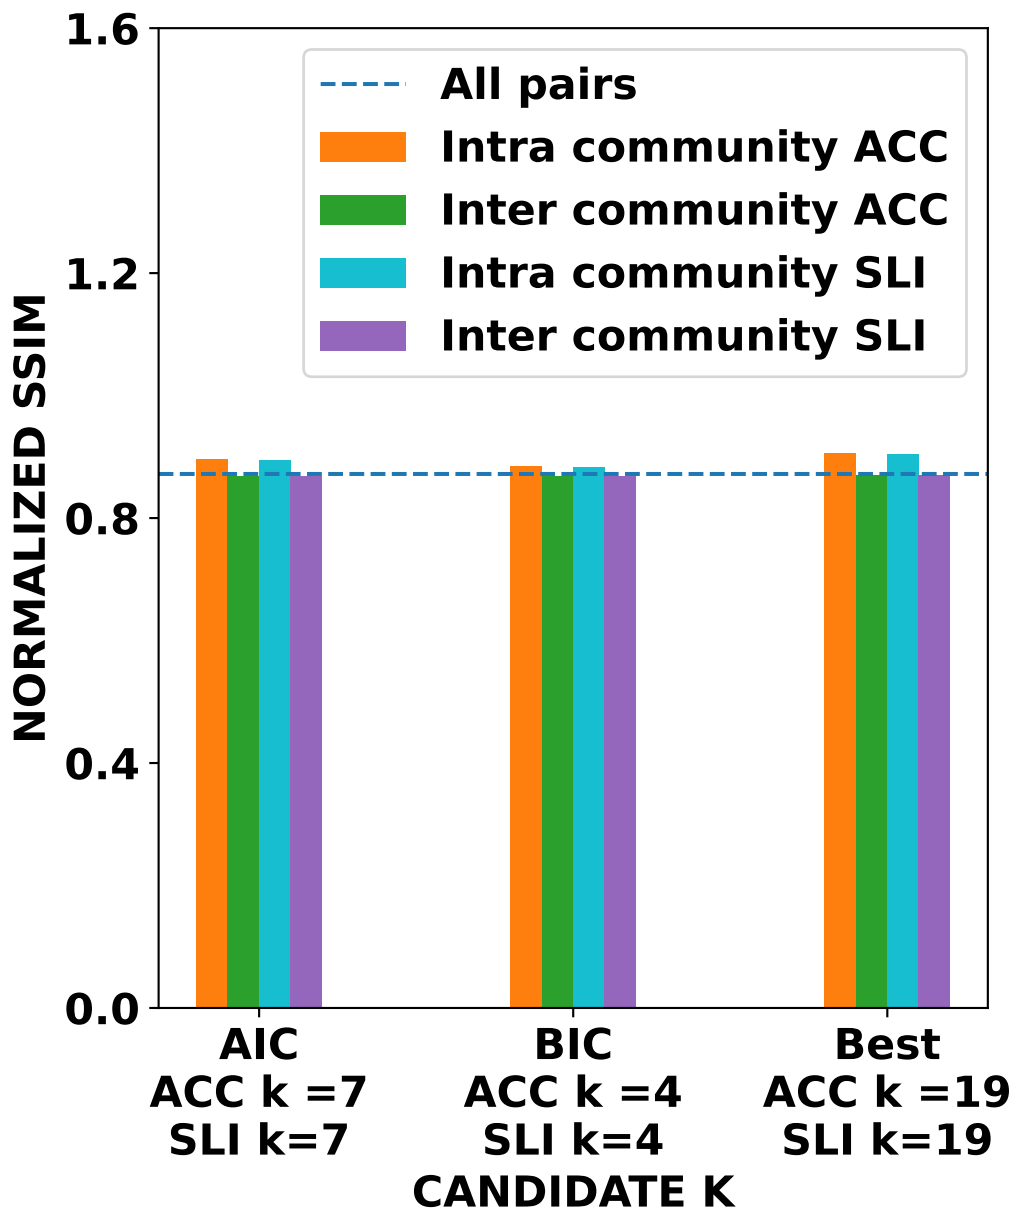 1.6
1.2
0.8
0.4
0.0
NORMALIZED SSIM
All pairs
Intra community ACC
Inter community ACC
Intra community SLI
Inter community SLI
AIC
ACC k =7
SLI k=7
BIC
ACC k =4
SLI k=4
Best
ACC k =19
SLI k=19
CANDIDATE K